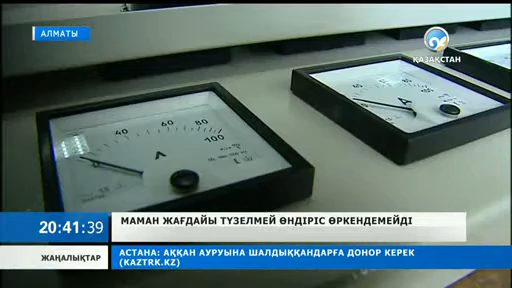 АЛМАТЫ
ҚАЗАҚСТАН
40 60 80 100
A
A
20:41:39
МАМАН ЖАҒДАЙЫ ТҮЗЕЛМЕЙ ӨНДІРІС ӨРКЕНДЕМЕЙДІ
ЖАҢАЛЫҚТАР
АСТАНА: АҚҚАН АУРУЫНА ШАЛДЫҚҚАНДАРҒА ДОНОР КЕРЕК
(KAZTRK.KZ)